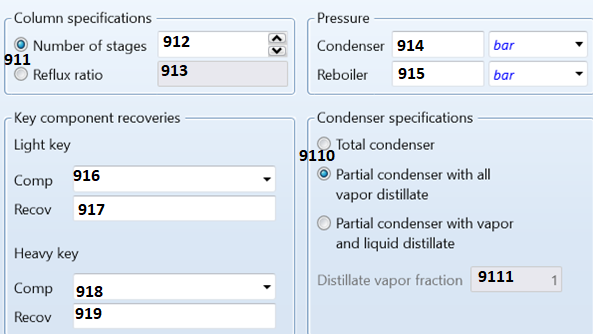 Column specifications
Number of stages 912
911
Reflux ratio 913
Pressure
Condenser 914 bar
Reboiler 915 bar
Key component recoveries
Light key
Comp 916
Recov 917
Heavy key
Comp 918
Recov 919
Condenser specifications
Total condenser
9110
Partial condenser with all
vapor distillate
Partial condenser with vapor
and liquid distillate
Distillate vapor fraction 9111 1